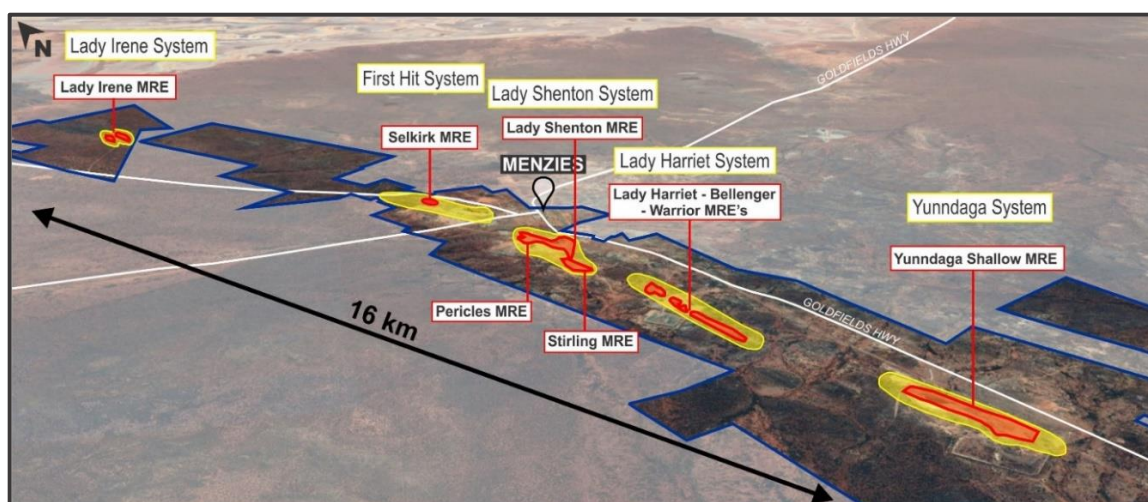 N
Lady Irene System
Lady Irene MRE
First Hit System
Selkirk MRE
Lady Shenton System
Lady Shenton MRE
MENZIES
Lady Harriet System
Lady Harriet - Bellenger
- Warrior MRE's
GOLDFIELDS HWY
Yunndaga System
Yunndaga Shallow MRE
Pericles MRE
Stirling MRE
GOLDFIELDS HWY
16 km